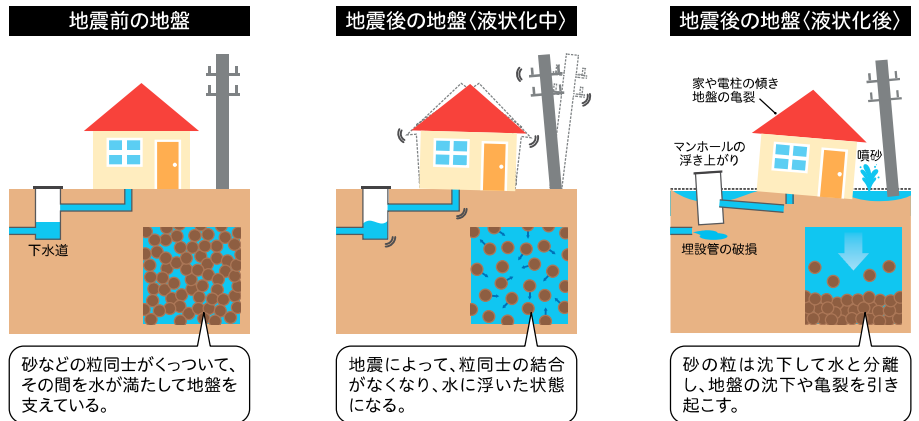 地震前の地盤
下水道
砂などの粒同士がくっついて、
その間を水が満たして地盤を
支えている。
地震後の地盤〈液状化中〉
地震によって、粒同士の結合
がなくなり、水に浮いた状態
になる。
地震後の地盤〈液状化後〉
家や電柱の傾き
地盤の亀裂
マンホールの
浮き上がり
噴砂
埋設管の破損
砂の粒は沈下して水と分離
し、地盤の沈下や亀裂を引き
起こす。